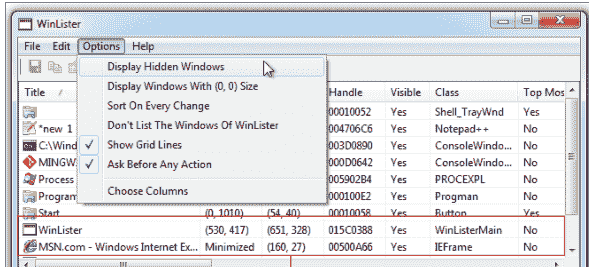 WinLister
File Edit Options Help
Display Hidden Windows
Display Windows With (0, 0) Size
Sort On Every Change
Don't List The Windows Of WinLister
Show Grid Lines
Ask Before Any Action
Choose Columns
Title / Handle Visible Class Top Mos
00010052 Yes Shell_TrayWnd Yes
*new 1 004706C6 Yes Notepad++ No
C:\Wind 003D0890 Yes ConsoleWindo... No
MINGW 000D0642 Yes ConsoleWindo... No
Process 005902B4 Yes PROCEXPL No
Program 000100E2 Yes Progman No
Start (0, 1010) (54, 40) 00010058 Yes Button Yes
WinLister (530, 417) (651, 328) 015C0388 Yes WinListerMain No
MSN.com - Windows Internet Ex... Minimized (160, 27) 00500A66 Yes IEFrame No